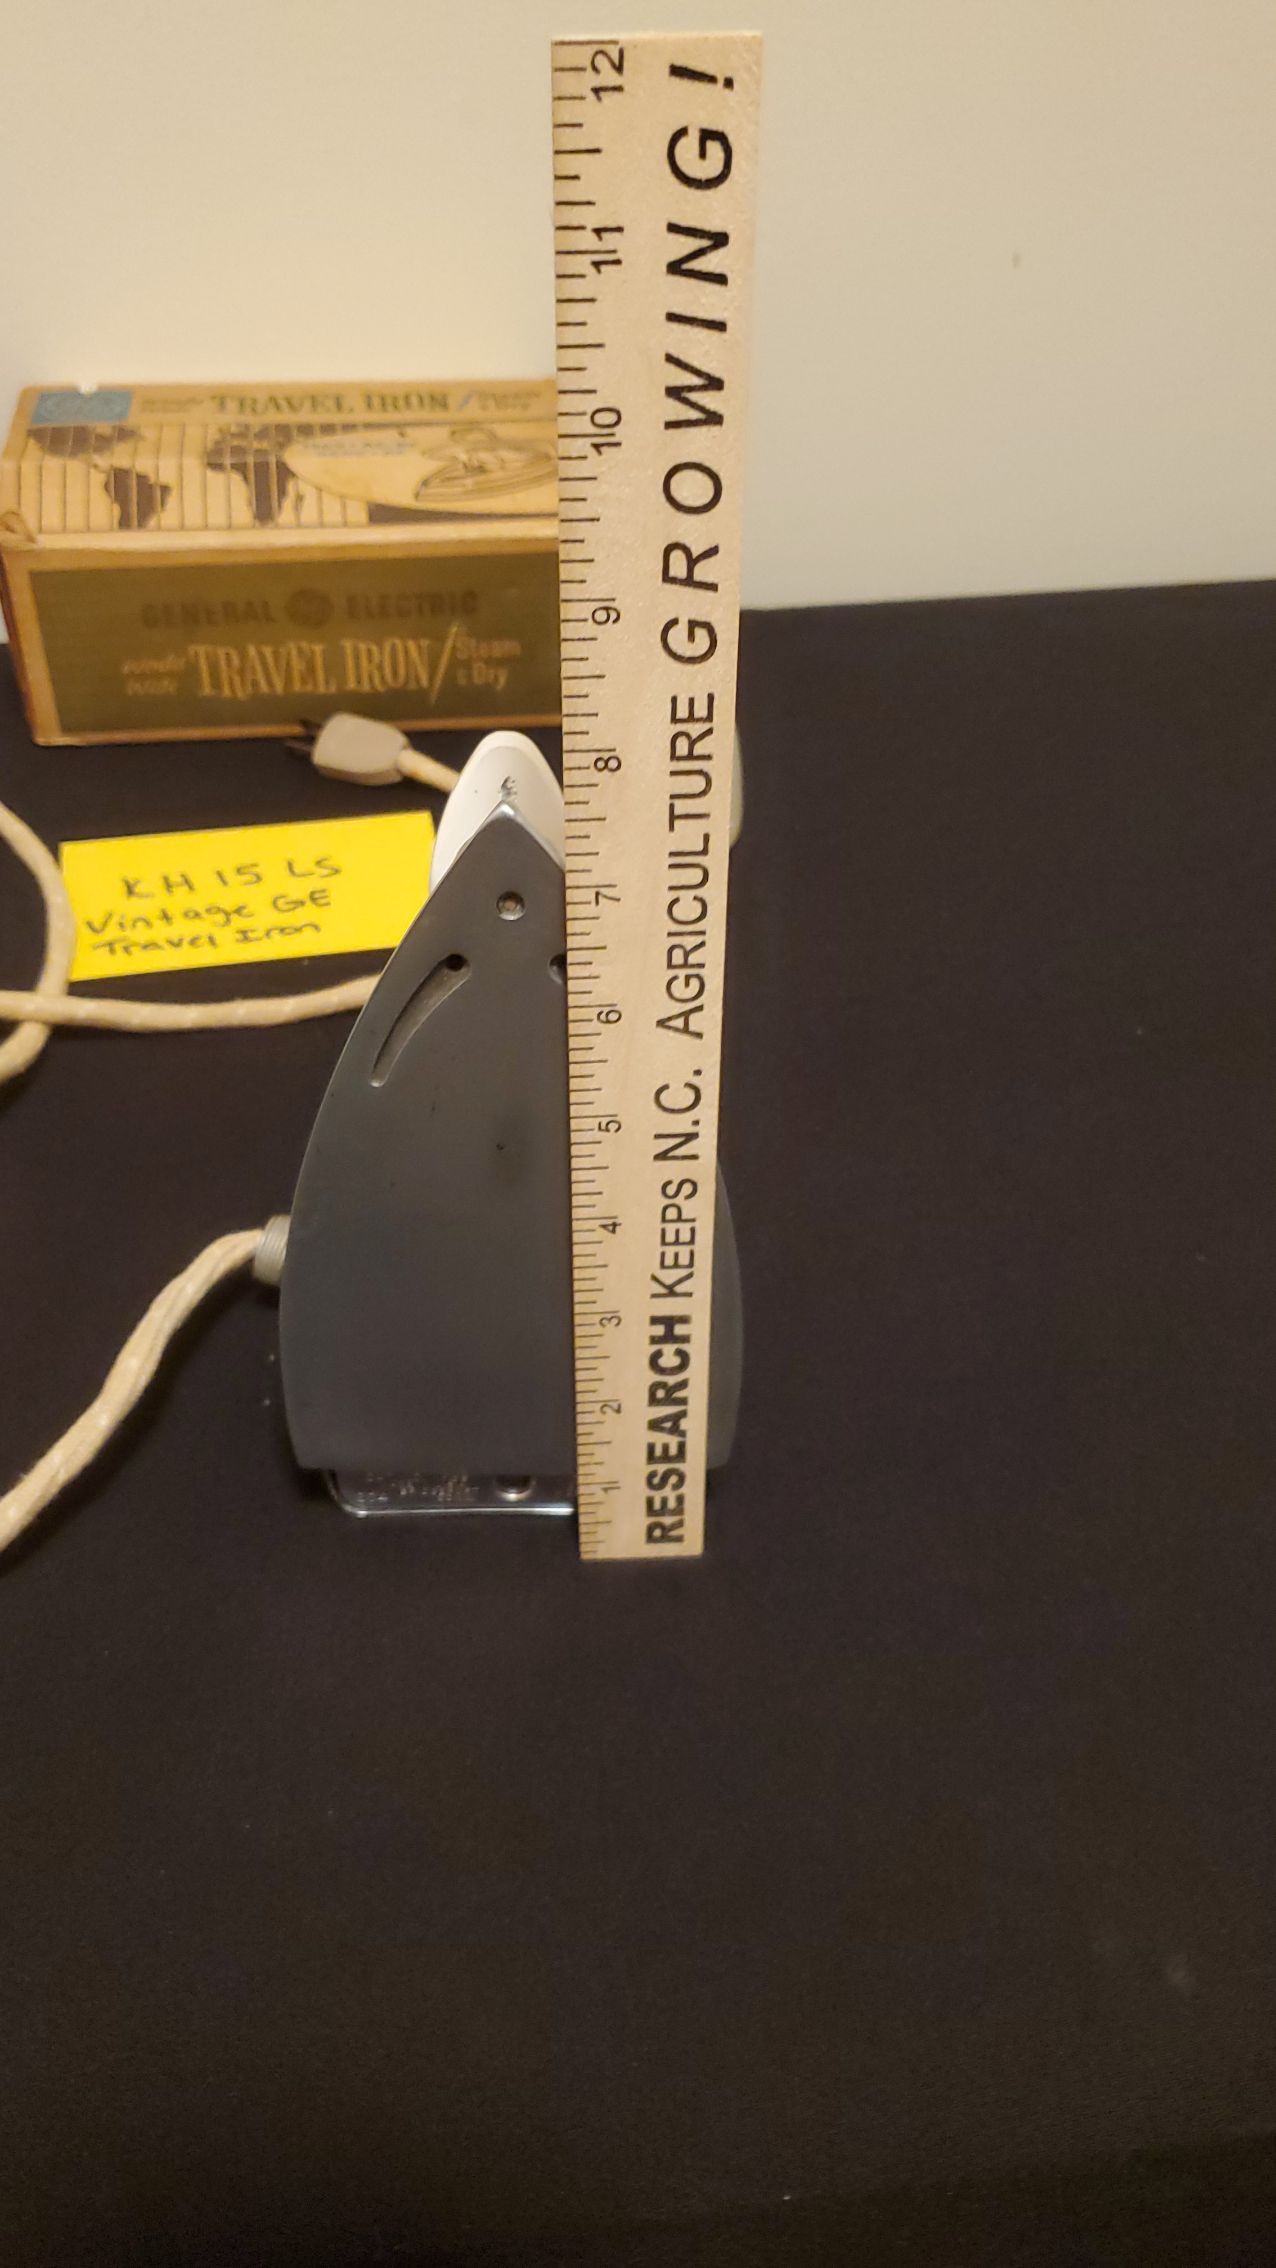 TRAVEL IRON /
GENERAL GE ELECTRIC
TRAVEL IRON / Steam
& Dry
KH 15 LS
Vintage GE
Travel Iron
RESEARCH KEEPS N.C. AGRICULTURE GROWING!
1 2 3 4 5 6 7 8 9 10 11 12